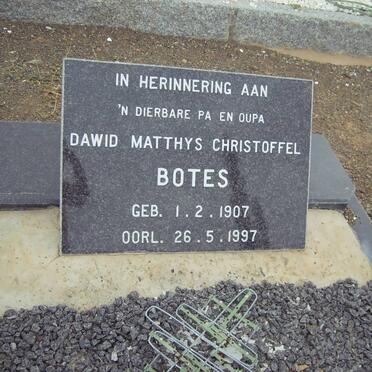 IN HERINNERING AAN
'N DIERBARE PA EN OUPA
DAWID MATTHYS CHRISTOFFEL
BOTES
GEB. 1.2.1907
OORL. 26.5.1997